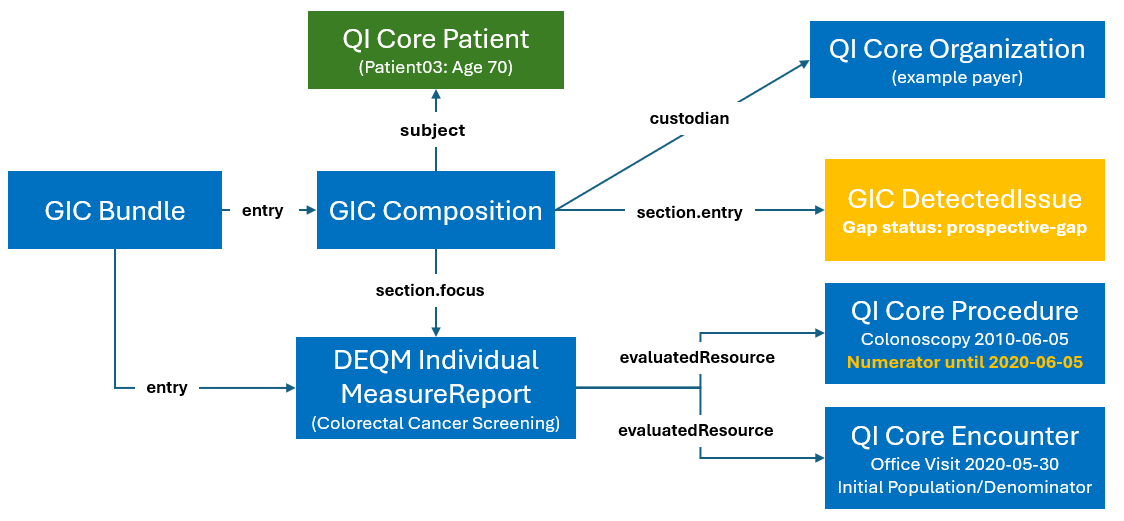 QI Core Patient
(Patient03: Age 70)
QI Core Organization
(example payer)
custodian
subject
GIC Bundle
entry
GIC Composition
section.entry
GIC DetectedIssue
Gap status: prospective-gap
section.focus
QI Core Procedure
Colonoscopy 2010-06-05
Numerator until 2020-06-05
entry
DEQM Individual
MeasureReport
(Colorectal Cancer Screening)
evaluatedResource
evaluatedResource
QI Core Encounter
Office Visit 2020-05-30
Initial Population/Denominator